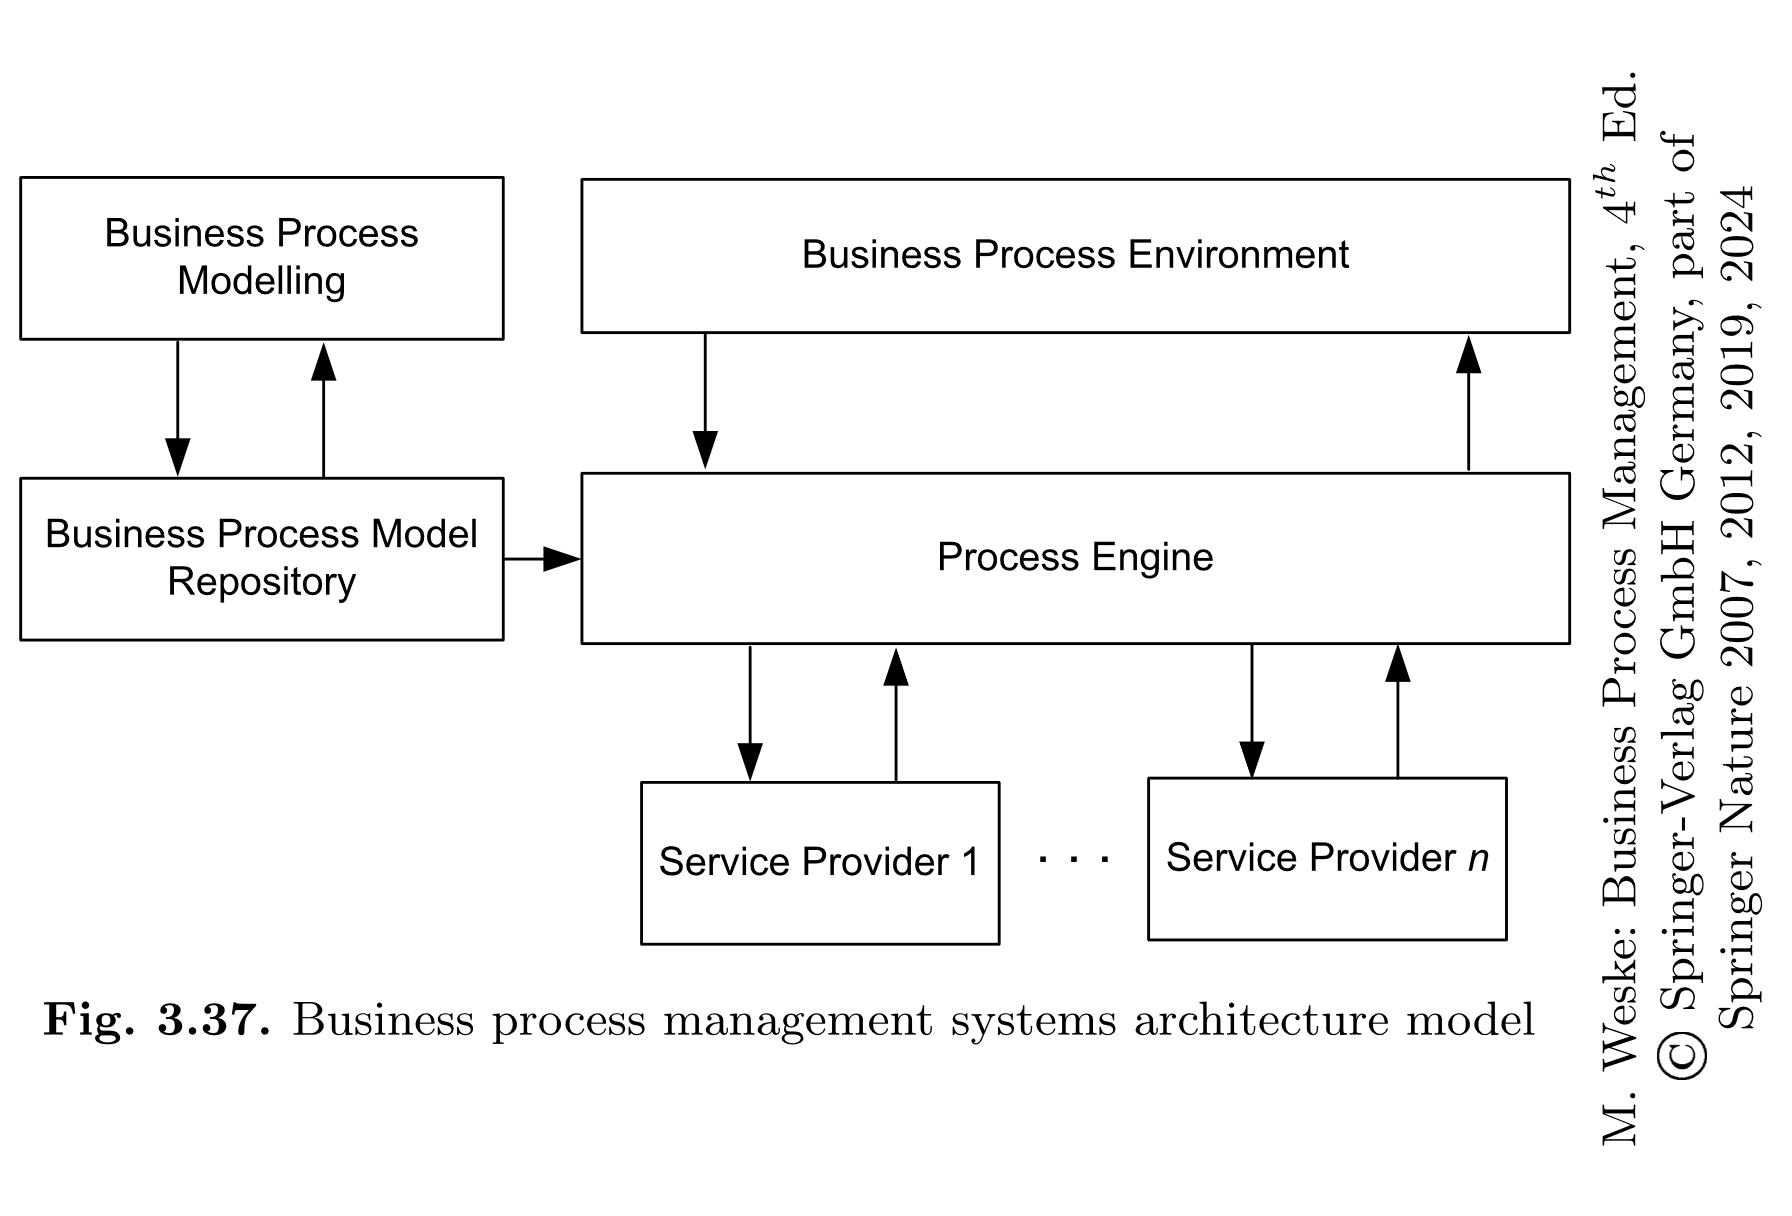 Business Process
Modelling
Business Process Environment
Business Process Model
Repository
Process Engine
Service Provider 1
. . .
Service Provider n
Fig. 3.37. Business process management systems architecture model
M. Weske: Business Process Management, 4th Ed.
© Springer-Verlag GmbH Germany, part of
Springer Nature 2007, 2012, 2019, 2024